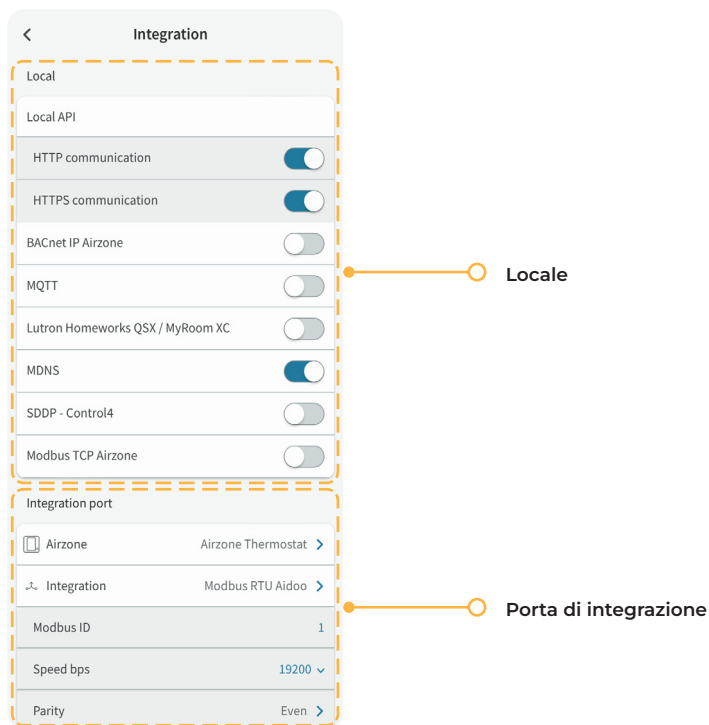 Integration
Local
Local API
HTTP communication
HTTPS communication
BACnet IP Airzone
MQTT
Lutron Homeworks QSX / MyRoom XC
MDNS
SDDP - Control4
Modbus TCP Airzone
Locale
Integration port
Airzone Airzone Thermostat
Integration Modbus RTU Aidoo
Modbus ID 1
Speed bps 19200
Parity Even
Porta di integrazione